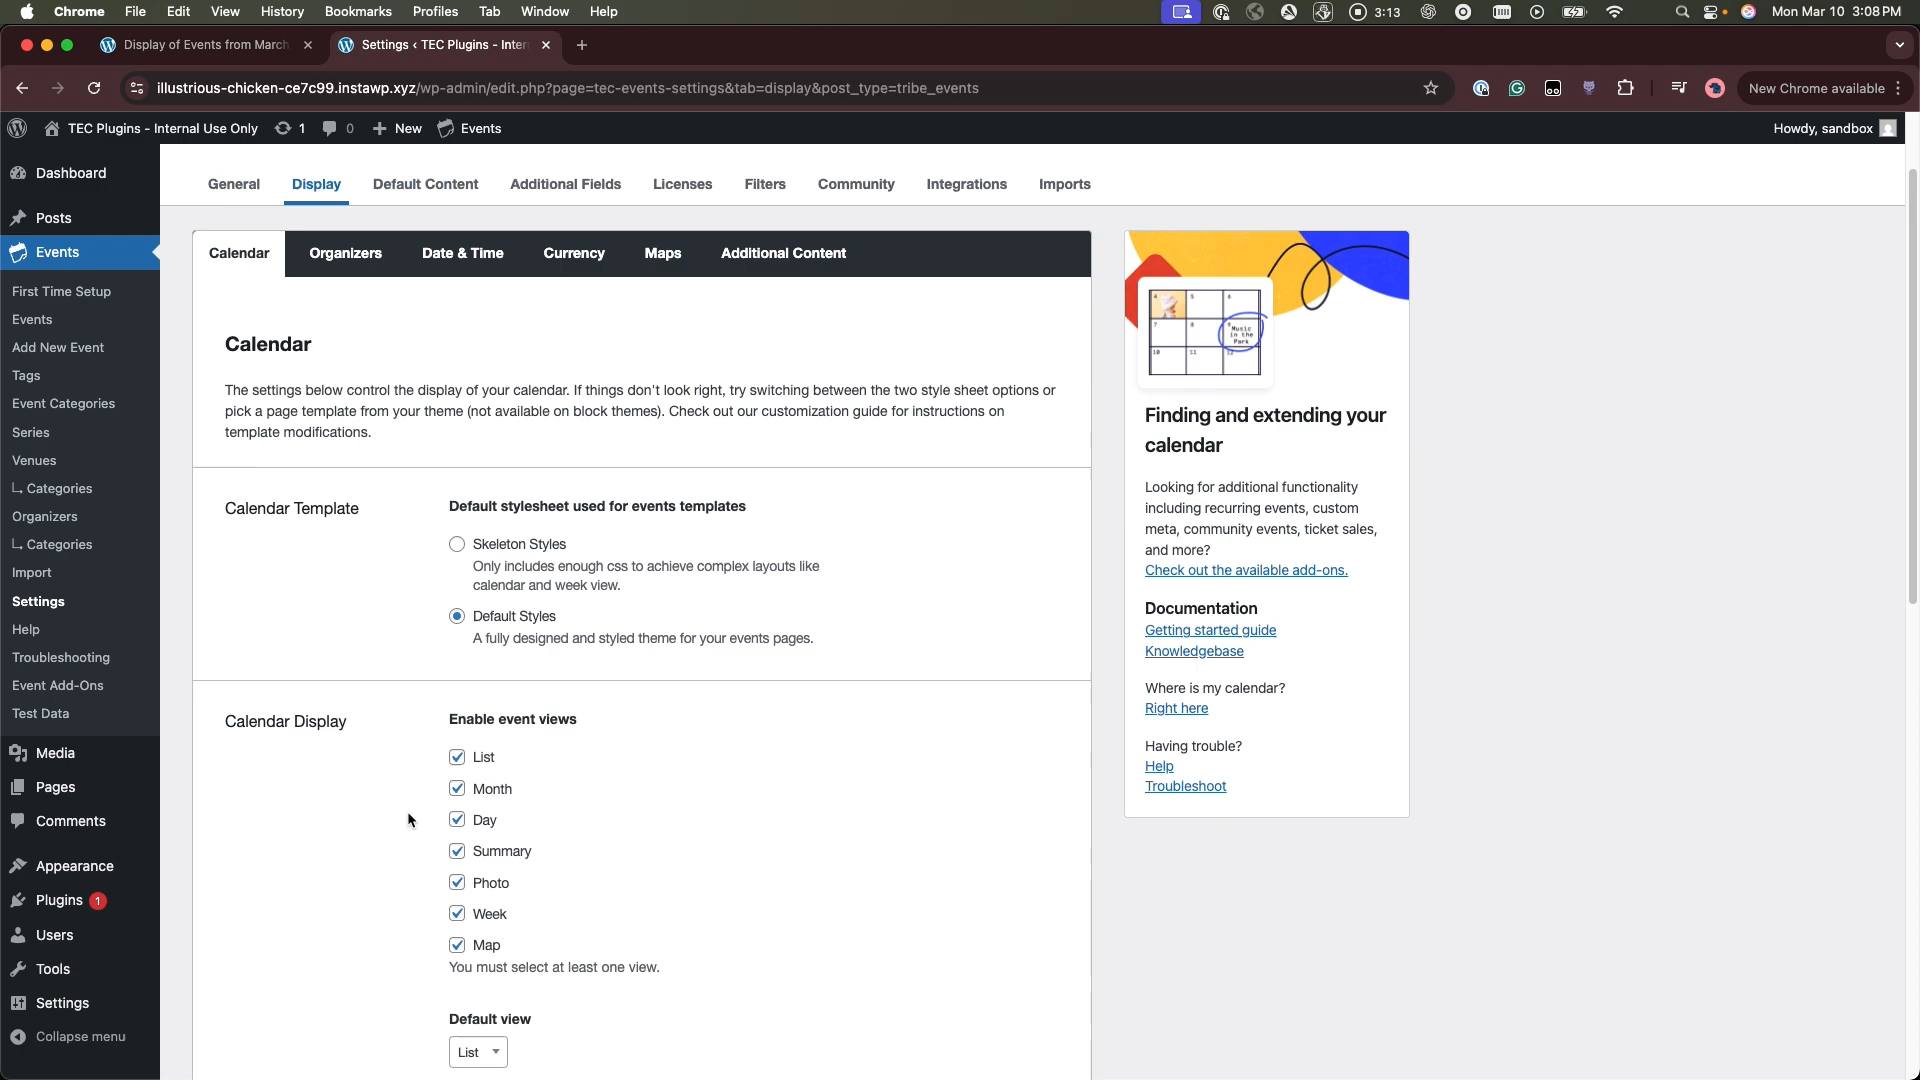 Chrome File Edit View History Bookmarks Profiles Tab Window Help 3:13 Mon Mar 10 3:08 PM
Display of Events from March
Settings ‹ TEC Plugins - Inter
illustrious-chicken-ce7c99.instawp.xyz/wp-admin/edit.php?page=tec-events-settings&tab=display&post_type=tribe_events
New Chrome available
TEC Plugins - Internal Use Only 1 0 New Events Howdy, sandbox
Dashboard
Posts
Events
First Time Setup
Events
Add New Event
Tags
Event Categories
Series
Venues
Categories
Organizers
Categories
Import
Settings
Help
Troubleshooting
Event Add-Ons
Test Data
Media
Pages
Comments
Appearance
Plugins 1
Users
Tools
Settings
Collapse menu
General Display Default Content Additional Fields Licenses Filters Community Integrations Imports
Calendar Organizers Date & Time Currency Maps Additional Content
Calendar
The settings below control the display of your calendar. If things don't look right, try switching between the two style sheet options or
pick a page template from your theme (not available on block themes). Check out our customization guide for instructions on
template modifications.
Calendar Template
Default stylesheet used for events templates
Skeleton Styles
Only includes enough css to achieve complex layouts like
calendar and week view.
Default Styles
A fully designed and styled theme for your events pages.
Calendar Display
Enable event views
List
Month
Day
Summary
Photo
Week
Map
You must select at least one view.
Default view
List
4 5 6
7 8 9
Music
in the
Park
10 11 12
Finding and extending your
calendar
Looking for additional functionality
including recurring events, custom
meta, community events, ticket sales,
and more?
Check out the available add-ons.
Documentation
Getting started guide
Knowledgebase
Where is my calendar?
Right here
Having trouble?
Help
Troubleshoot